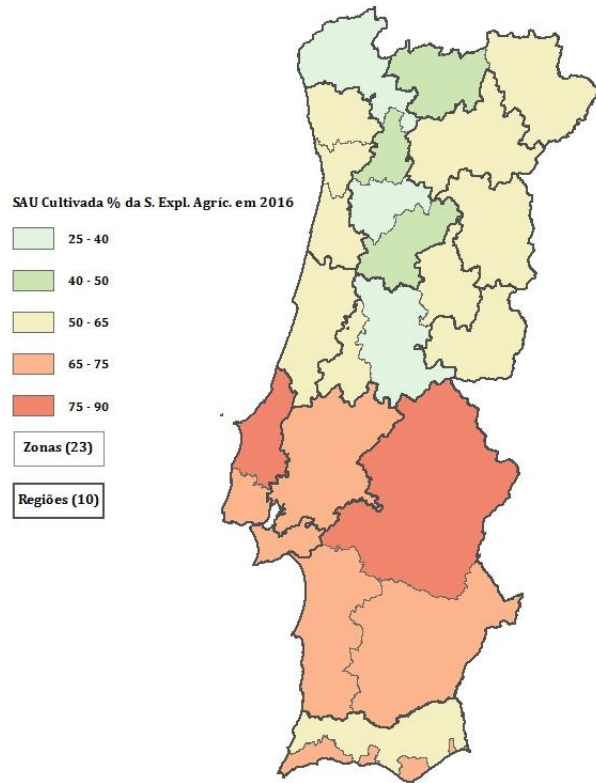 SAU Cultivada % da S. Expl. Agríc. em 2016
25 - 40
40 - 50
50 - 65
65 - 75
75 - 90
Zonas (23)
Regiões (10)